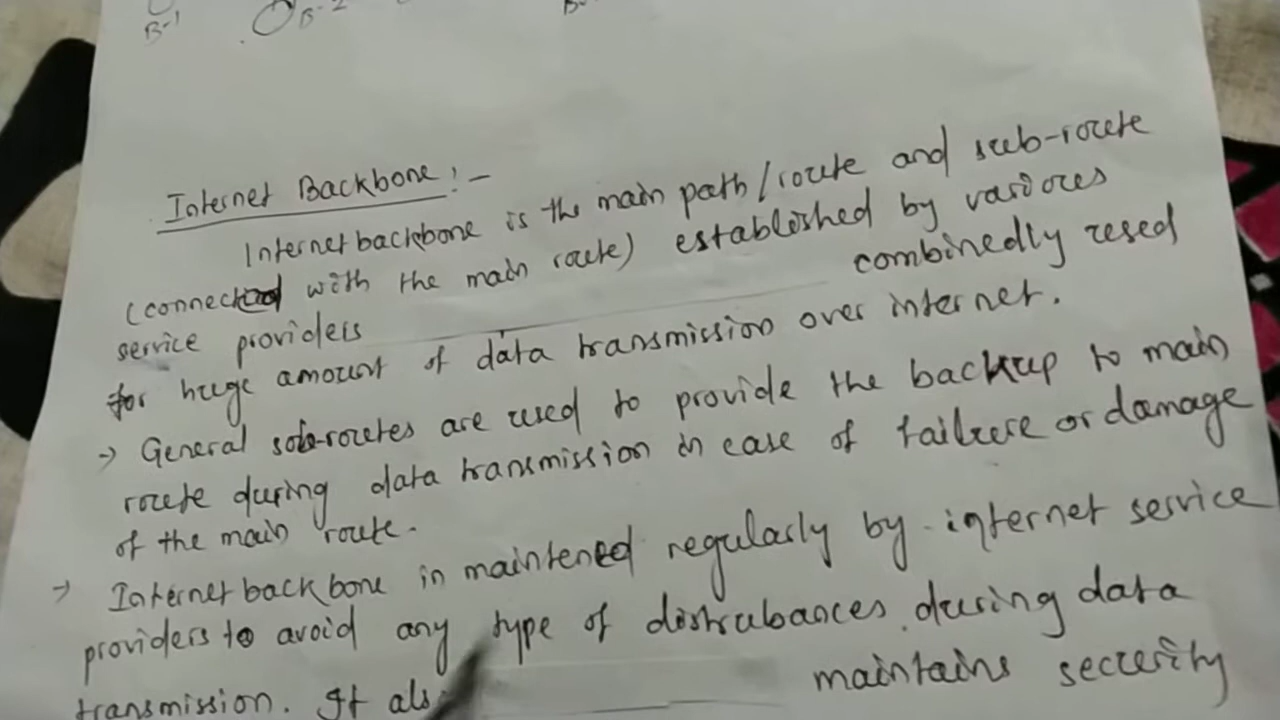 B-1 B-2
Internet Backbone :-
Internet backbone is the main path/route and sub-route
(connected with the main route) established by various
service providers combinedly used
for huge amount of data transmission over internet.
→ General sub-routes are used to provide the backup to main
route during data transmission in case of failure or damage
of the main route.
→ Internet backbone in maintened regularly by internet service
providers to avoid any type of distrubances during data
transmission. It als maintains security